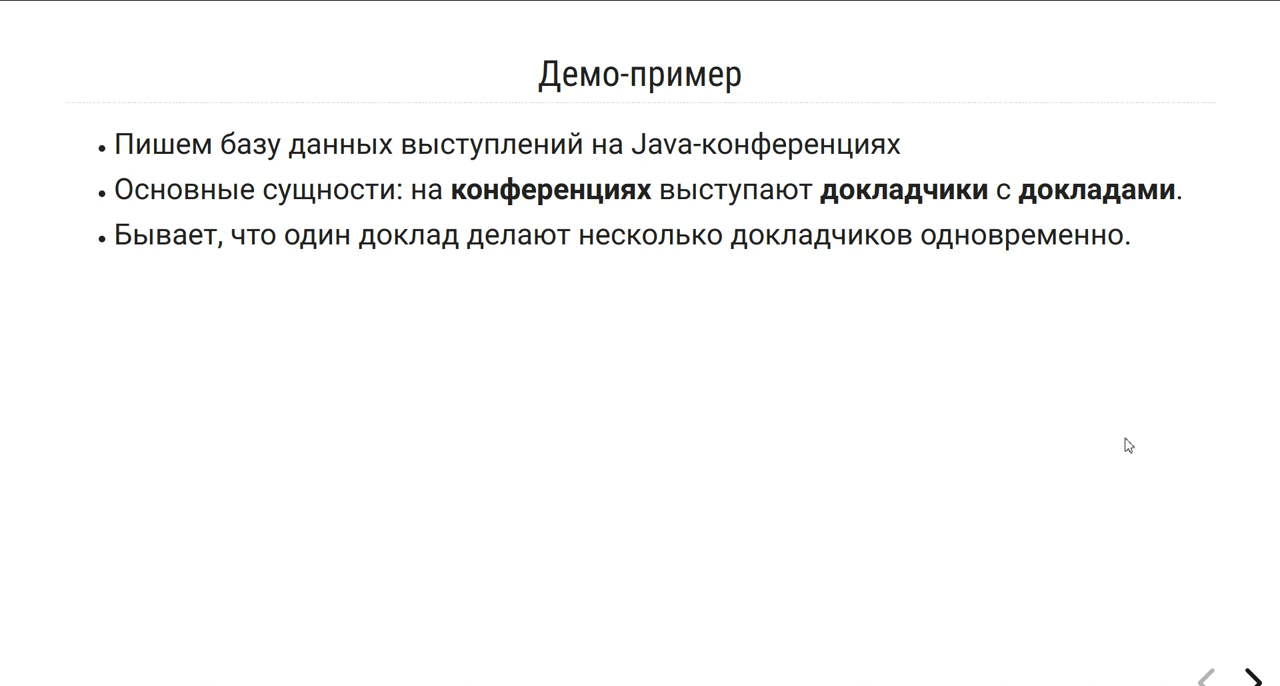 Демо-пример
• Пишем базу данных выступлений на Java-конференциях
• Основные сущности: на конференциях выступают докладчики с докладами.
• Бывает, что один доклад делают несколько докладчиков одновременно.